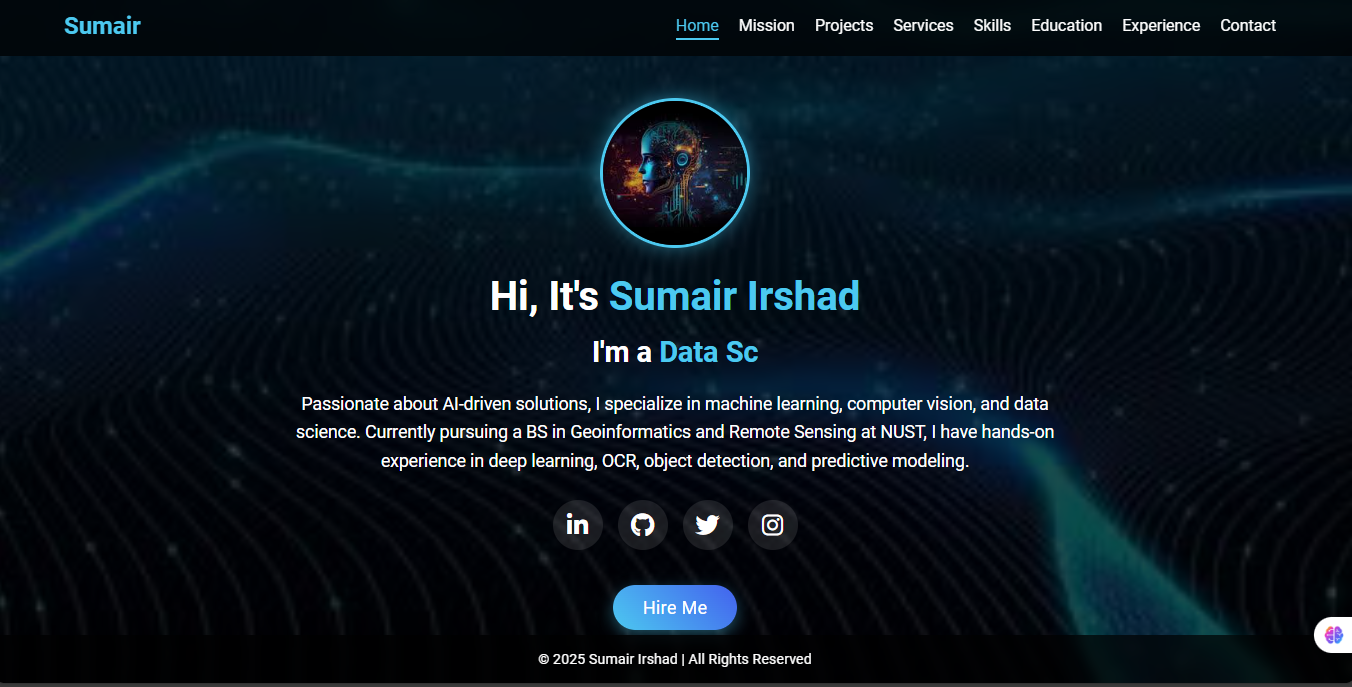 Sumair
Home Mission Projects Services Skills Education Experience Contact
Hi, It's Sumair Irshad
I'm a Data Sc
Passionate about AI-driven solutions, I specialize in machine learning, computer vision, and data
science. Currently pursuing a BS in Geoinformatics and Remote Sensing at NUST, I have hands-on
experience in deep learning, OCR, object detection, and predictive modeling.
in
Hire Me
© 2025 Sumair Irshad | All Rights Reserved